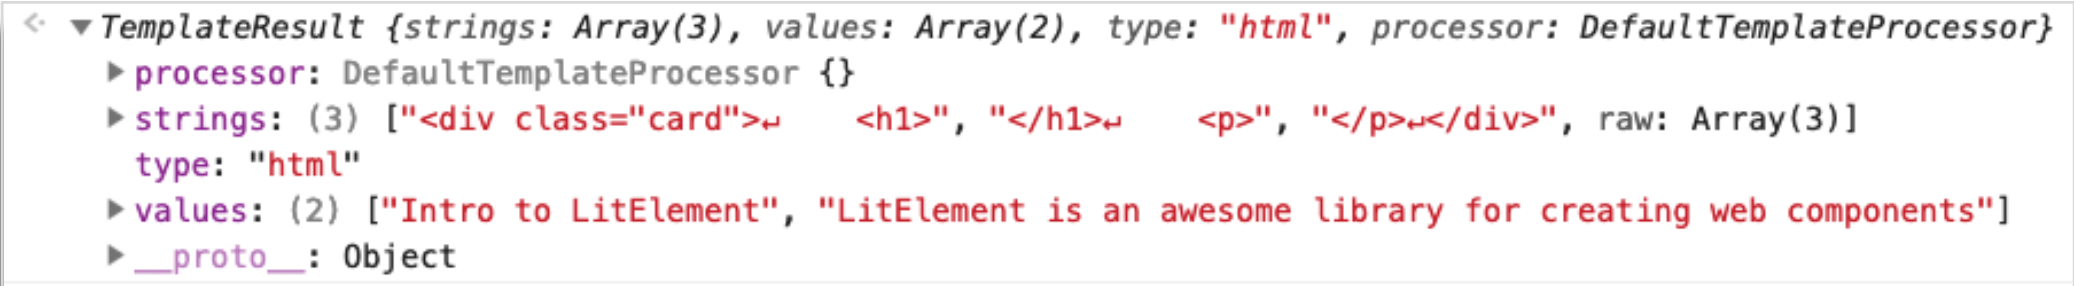 TemplateResult {strings: Array(3), values: Array(2), type: "html", processor: DefaultTemplateProcessor}
processor: DefaultTemplateProcessor {}
strings: (3) ["<div class="card">↵    <h1>", "</h1>↵    <p>", "</p>↵</div>", raw: Array(3)]
type: "html"
values: (2) ["Intro to LitElement", "LitElement is an awesome library for creating web components"]
__proto__: Object